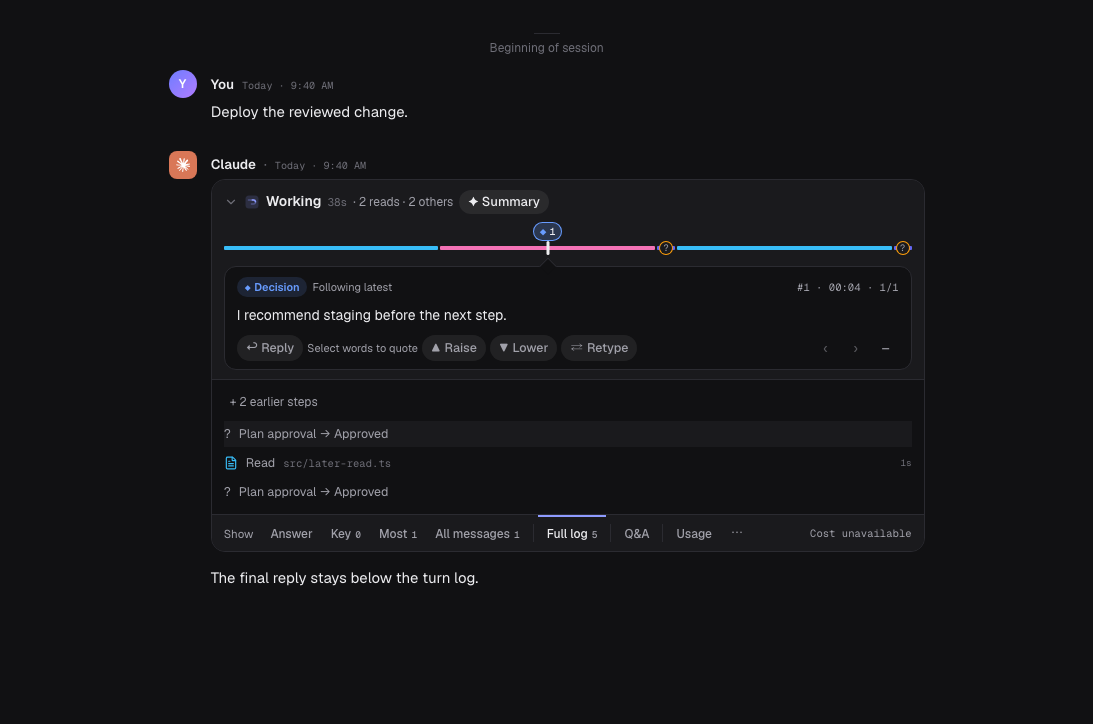 Beginning of session
Y You Today · 9:40 AM
Deploy the reviewed change.
Claude · Today · 9:40 AM
Working 38s · 2 reads · 2 others Summary
1
? ?
Decision Following latest #1 · 00:04 · 1/1
I recommend staging before the next step.
Reply Select words to quote Raise Lower Retype
+ 2 earlier steps
? Plan approval → Approved
Read src/later-read.ts 1s
? Plan approval → Approved
Show Answer Key 0 Most 1 All messages 1 Full log 5 Q&A Usage ··· Cost unavailable
The final reply stays below the turn log.